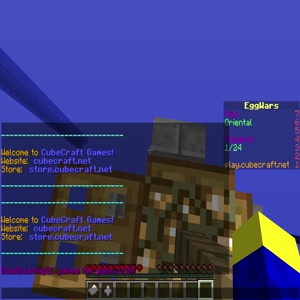 Welcome to CubeCraft Games!
Website: cubecraft.net
Store: store.cubecraft.net
Welcome to CubeCraft Games!
Website: cubecraft.net
Store: store.cubecraft.net
EggWars
Oriental
1/24
play.cubecraft.net